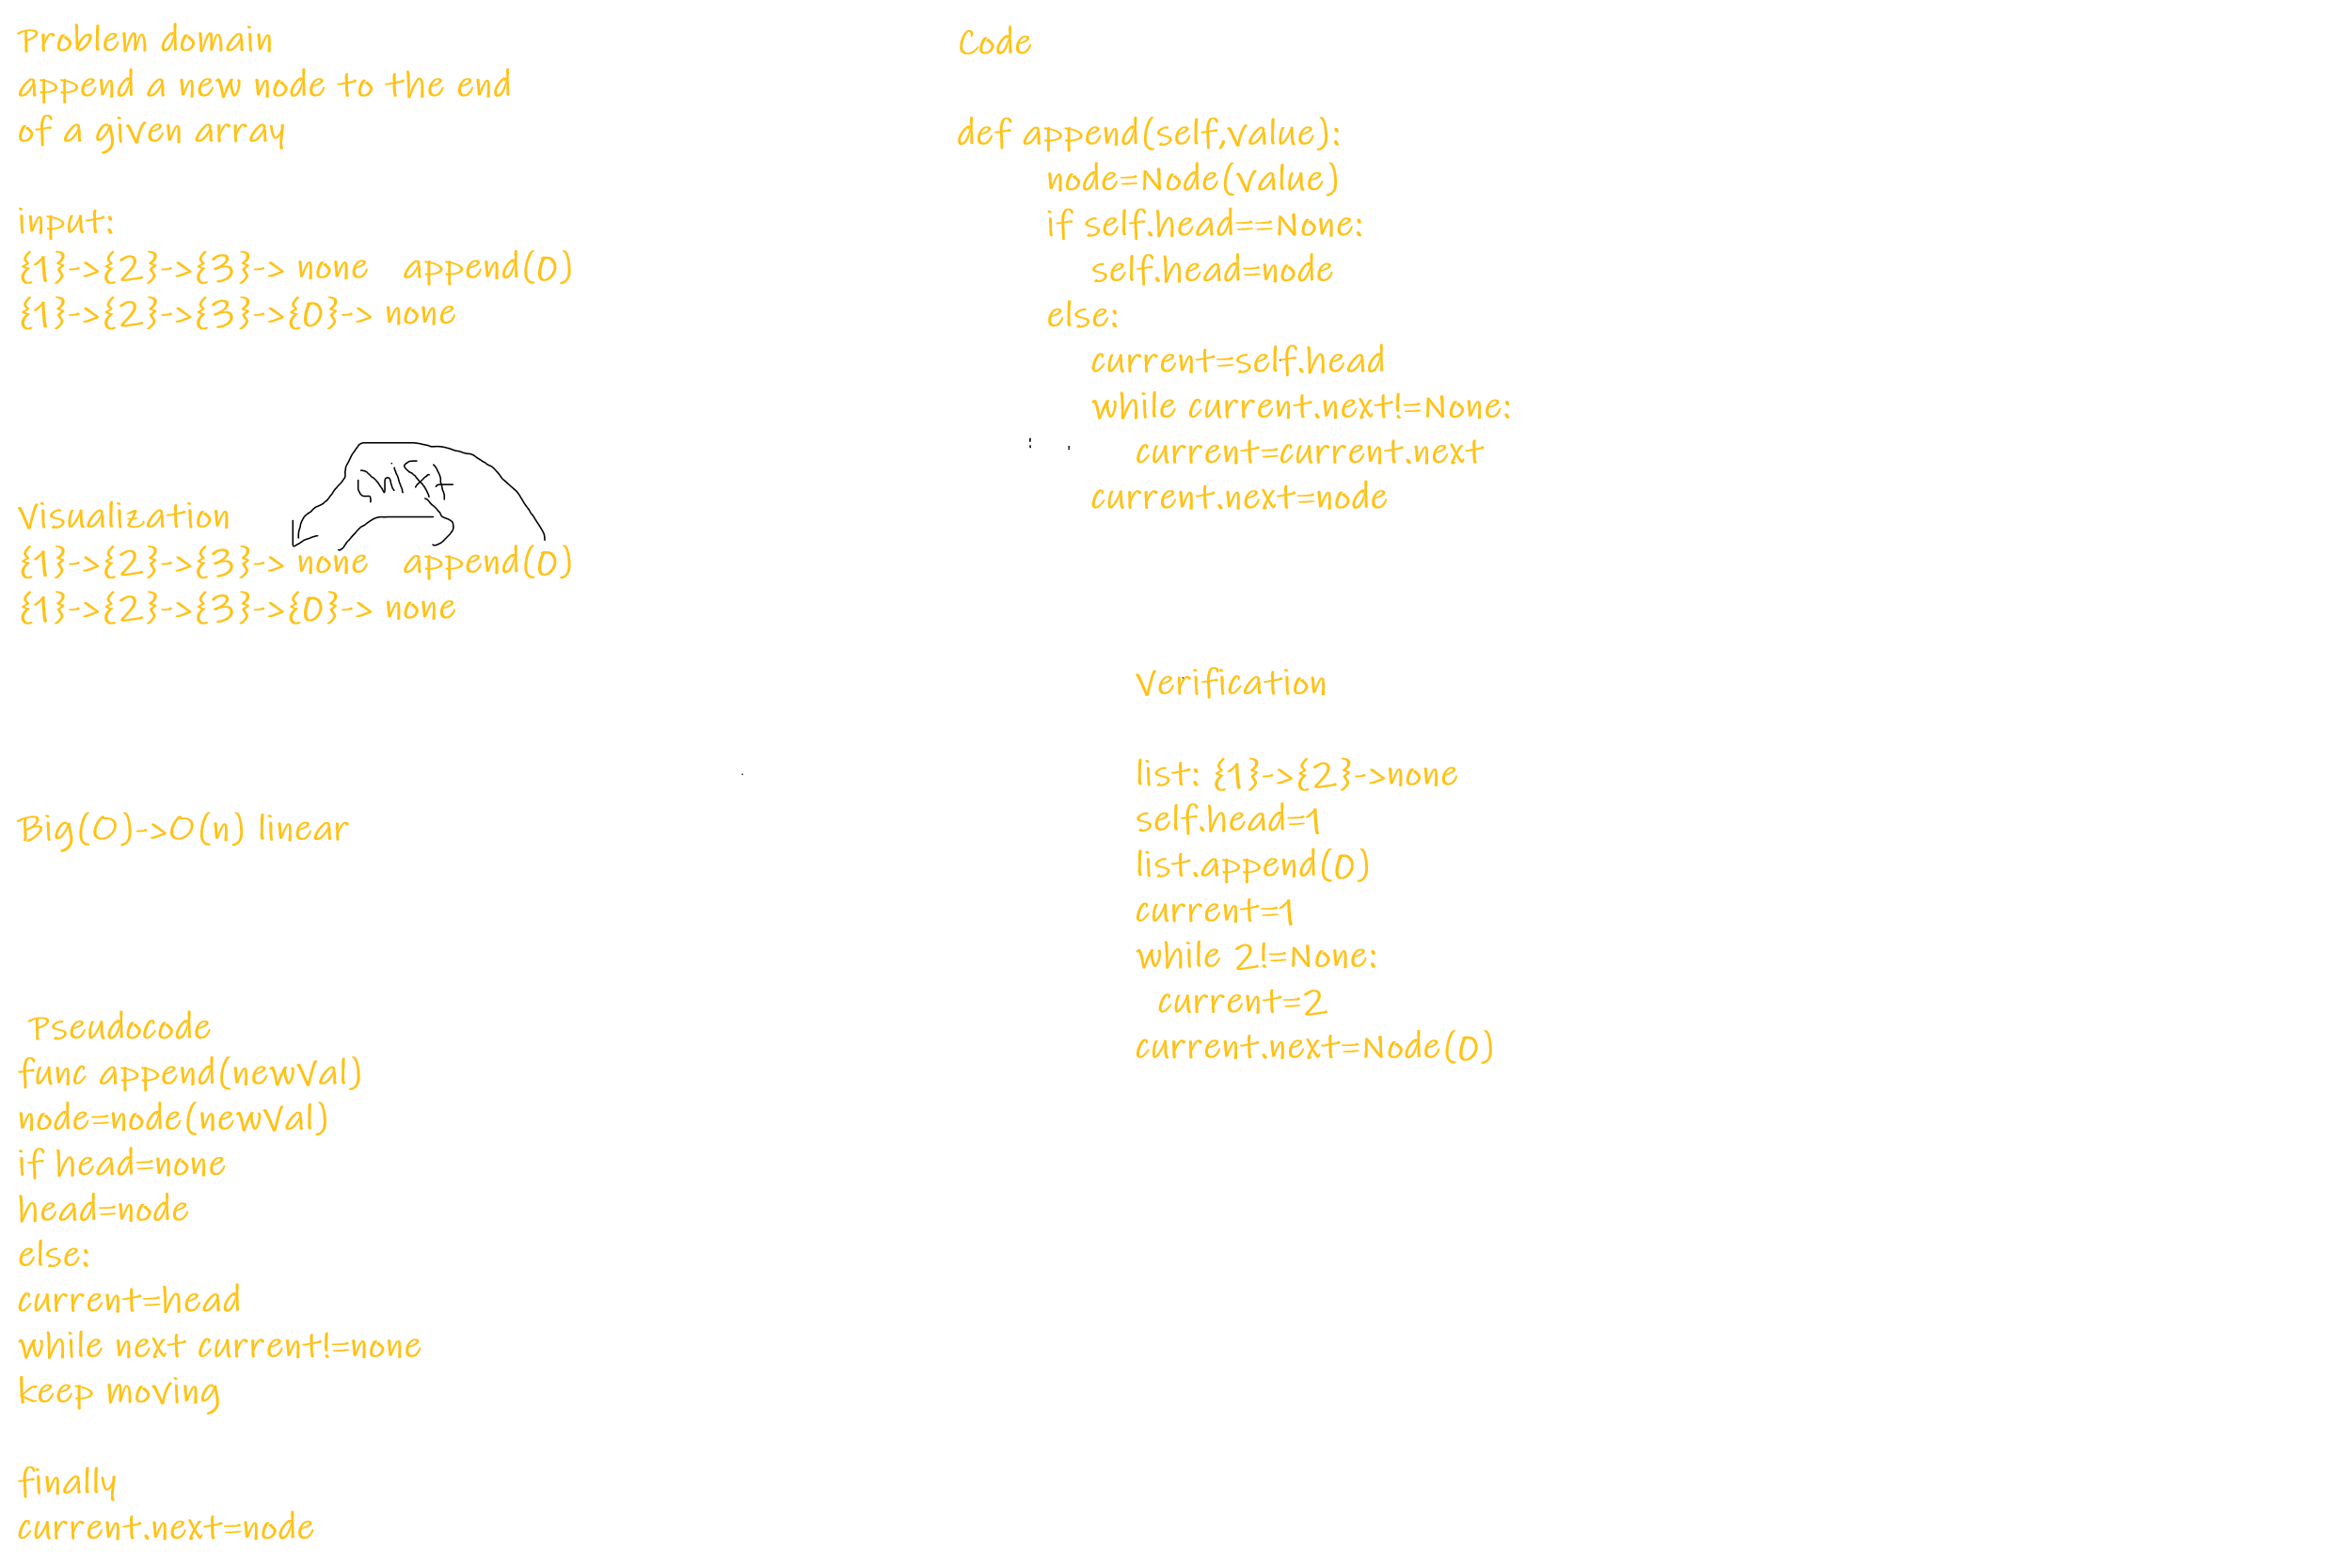 Problem domain
append a new node to the end
of a given array
input:
{1}->{2}->{3}-> none   append(0)
{1}->{2}->{3}->{0}-> none
next
Visualization
{1}->{2}->{3}-> none   append(0)
{1}->{2}->{3}->{0}-> none
Big(O)->O(n) linear
Pseudocode
func append(newVal)
node=node(newVal)
if head=none
head=node
else:
current=head
while next current!=none
keep moving
finally
current.next=node
Code
def append(self,value):
node=Node(value)
if self.head==None:
self.head=node
else:
current=self.head
while current.next!=None:
current=current.next
current.next=node
Verification
list: {1}->{2}->none
self.head=1
list.append(0)
current=1
while 2!=None:
current=2
current.next=Node(0)